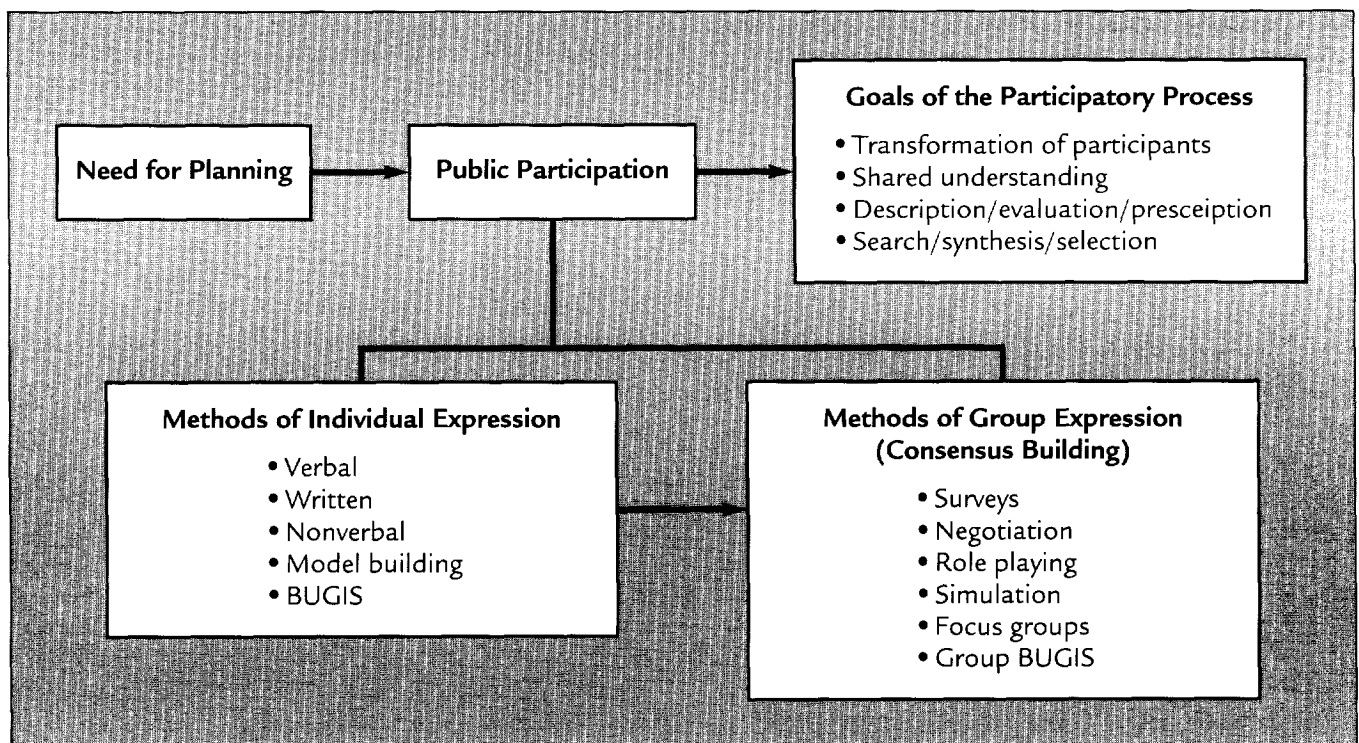 Need for Planning
Public Participation
Goals of the Participatory Process
• Transformation of participants
• Shared understanding
• Description/evaluation/presceiption
• Search/synthesis/selection
Methods of Individual Expression
• Verbal
• Written
• Nonverbal
• Model building
• BUGIS
Methods of Group Expression
(Consensus Building)
• Surveys
• Negotiation
• Role playing
• Simulation
• Focus groups
• Group BUGIS